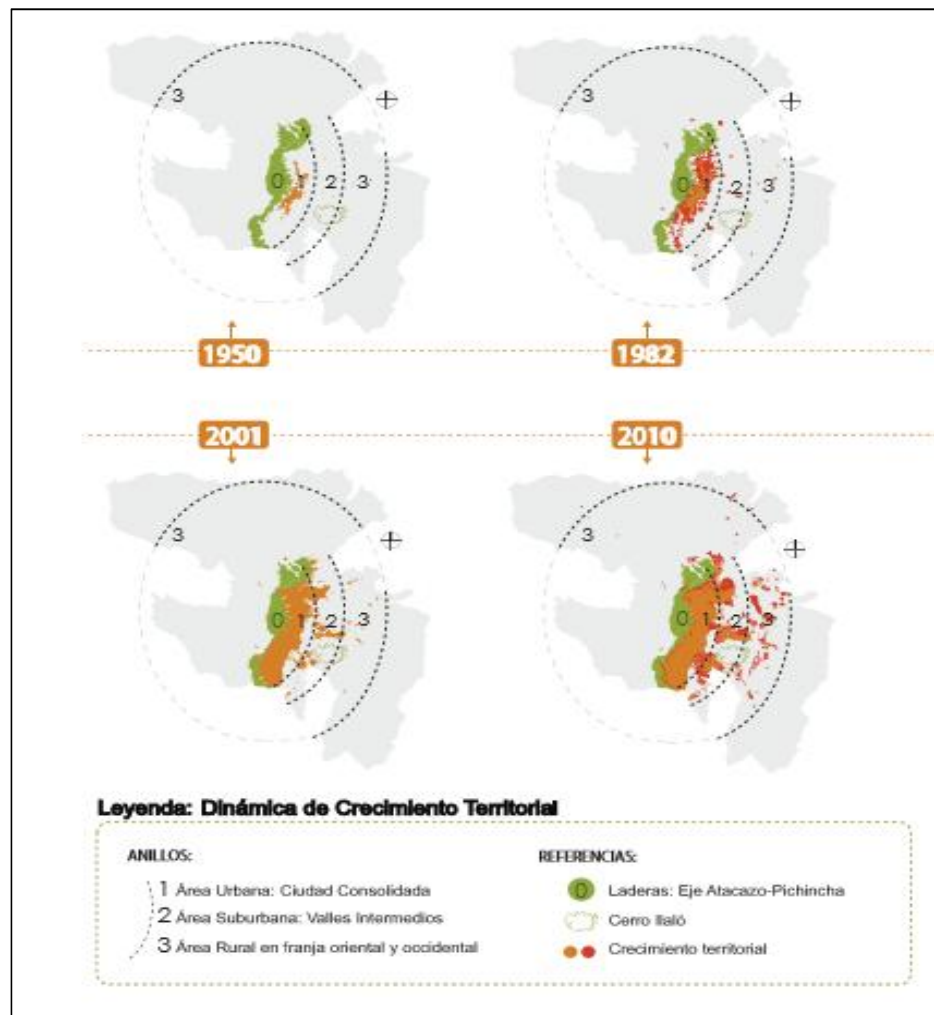 3
0
1
2
3
3
0
1
2
3
1950
1982
2001
2010
3
0
1
2
3
3
0
1
2
3
Leyenda: Dinámica de Crecimiento Territorial
ANILLOS:
1 Área Urbana: Ciudad Consolidada
2 Área Suburbana: Valles Intermedios
3 Área Rural en franja oriental y occidental
REFERENCIAS:
0 Laderas: Eje Atacazo-Pichincha
Cerro Ilaló
Crecimiento territorial